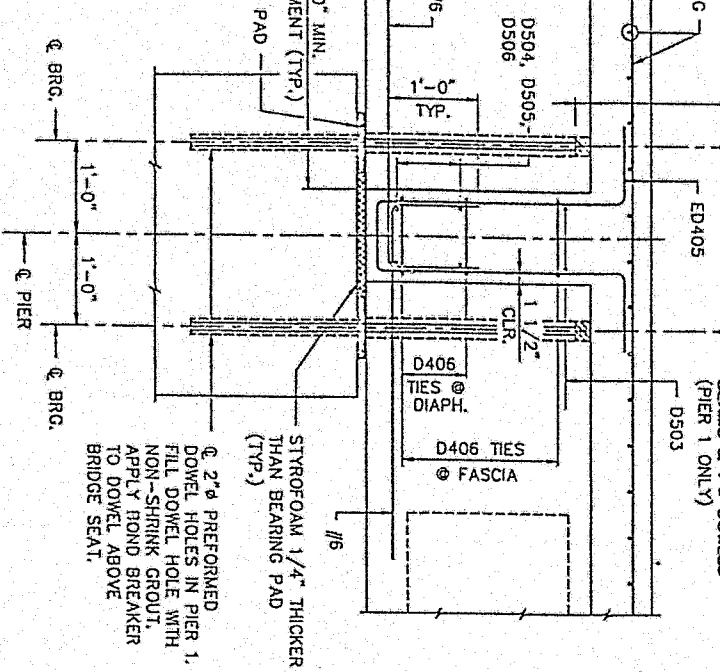 G
#6
0" MIN.
MENT (TYP.)
PAD
D504, D505,
D506
1'-0"
TYP.
ED405
(PIER 1 ONLY)
D503
1 1/2"
CLR.
D406
TIES @
DIAPH.
D406 TIES
@ FASCIA
℄ BRG.
1'-0"
1'-0"
℄ PIER
℄ BRG.
STYROFOAM 1/4" THICKER
THAN BEARING PAD
(TYP.)
#6
℄ 2"ø PREFORMED
DOWEL HOLES IN PIER 1.
FILL DOWEL HOLE WITH
NON-SHRINK GROUT.
APPLY BOND BREAKER
TO DOWEL ABOVE
BRIDGE SEAT.